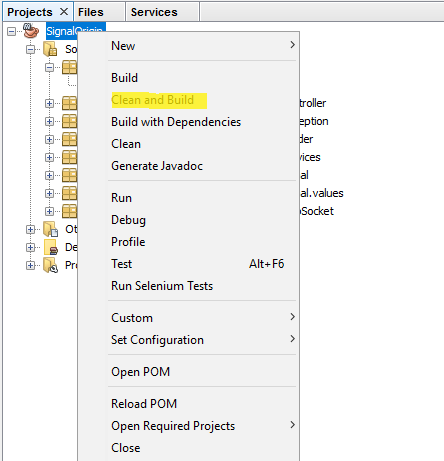 Projects × Files Services
SignalOrigin
New
Build
Clean and Build
Build with Dependencies
Clean
Generate Javadoc
Run
Debug
Profile
Test Alt+F6
Run Selenium Tests
Custom
Set Configuration
Open POM
Reload POM
Open Required Projects
Close
So
troller
eption
der
vices
al
al.values
Socket
Ot
De
Pr